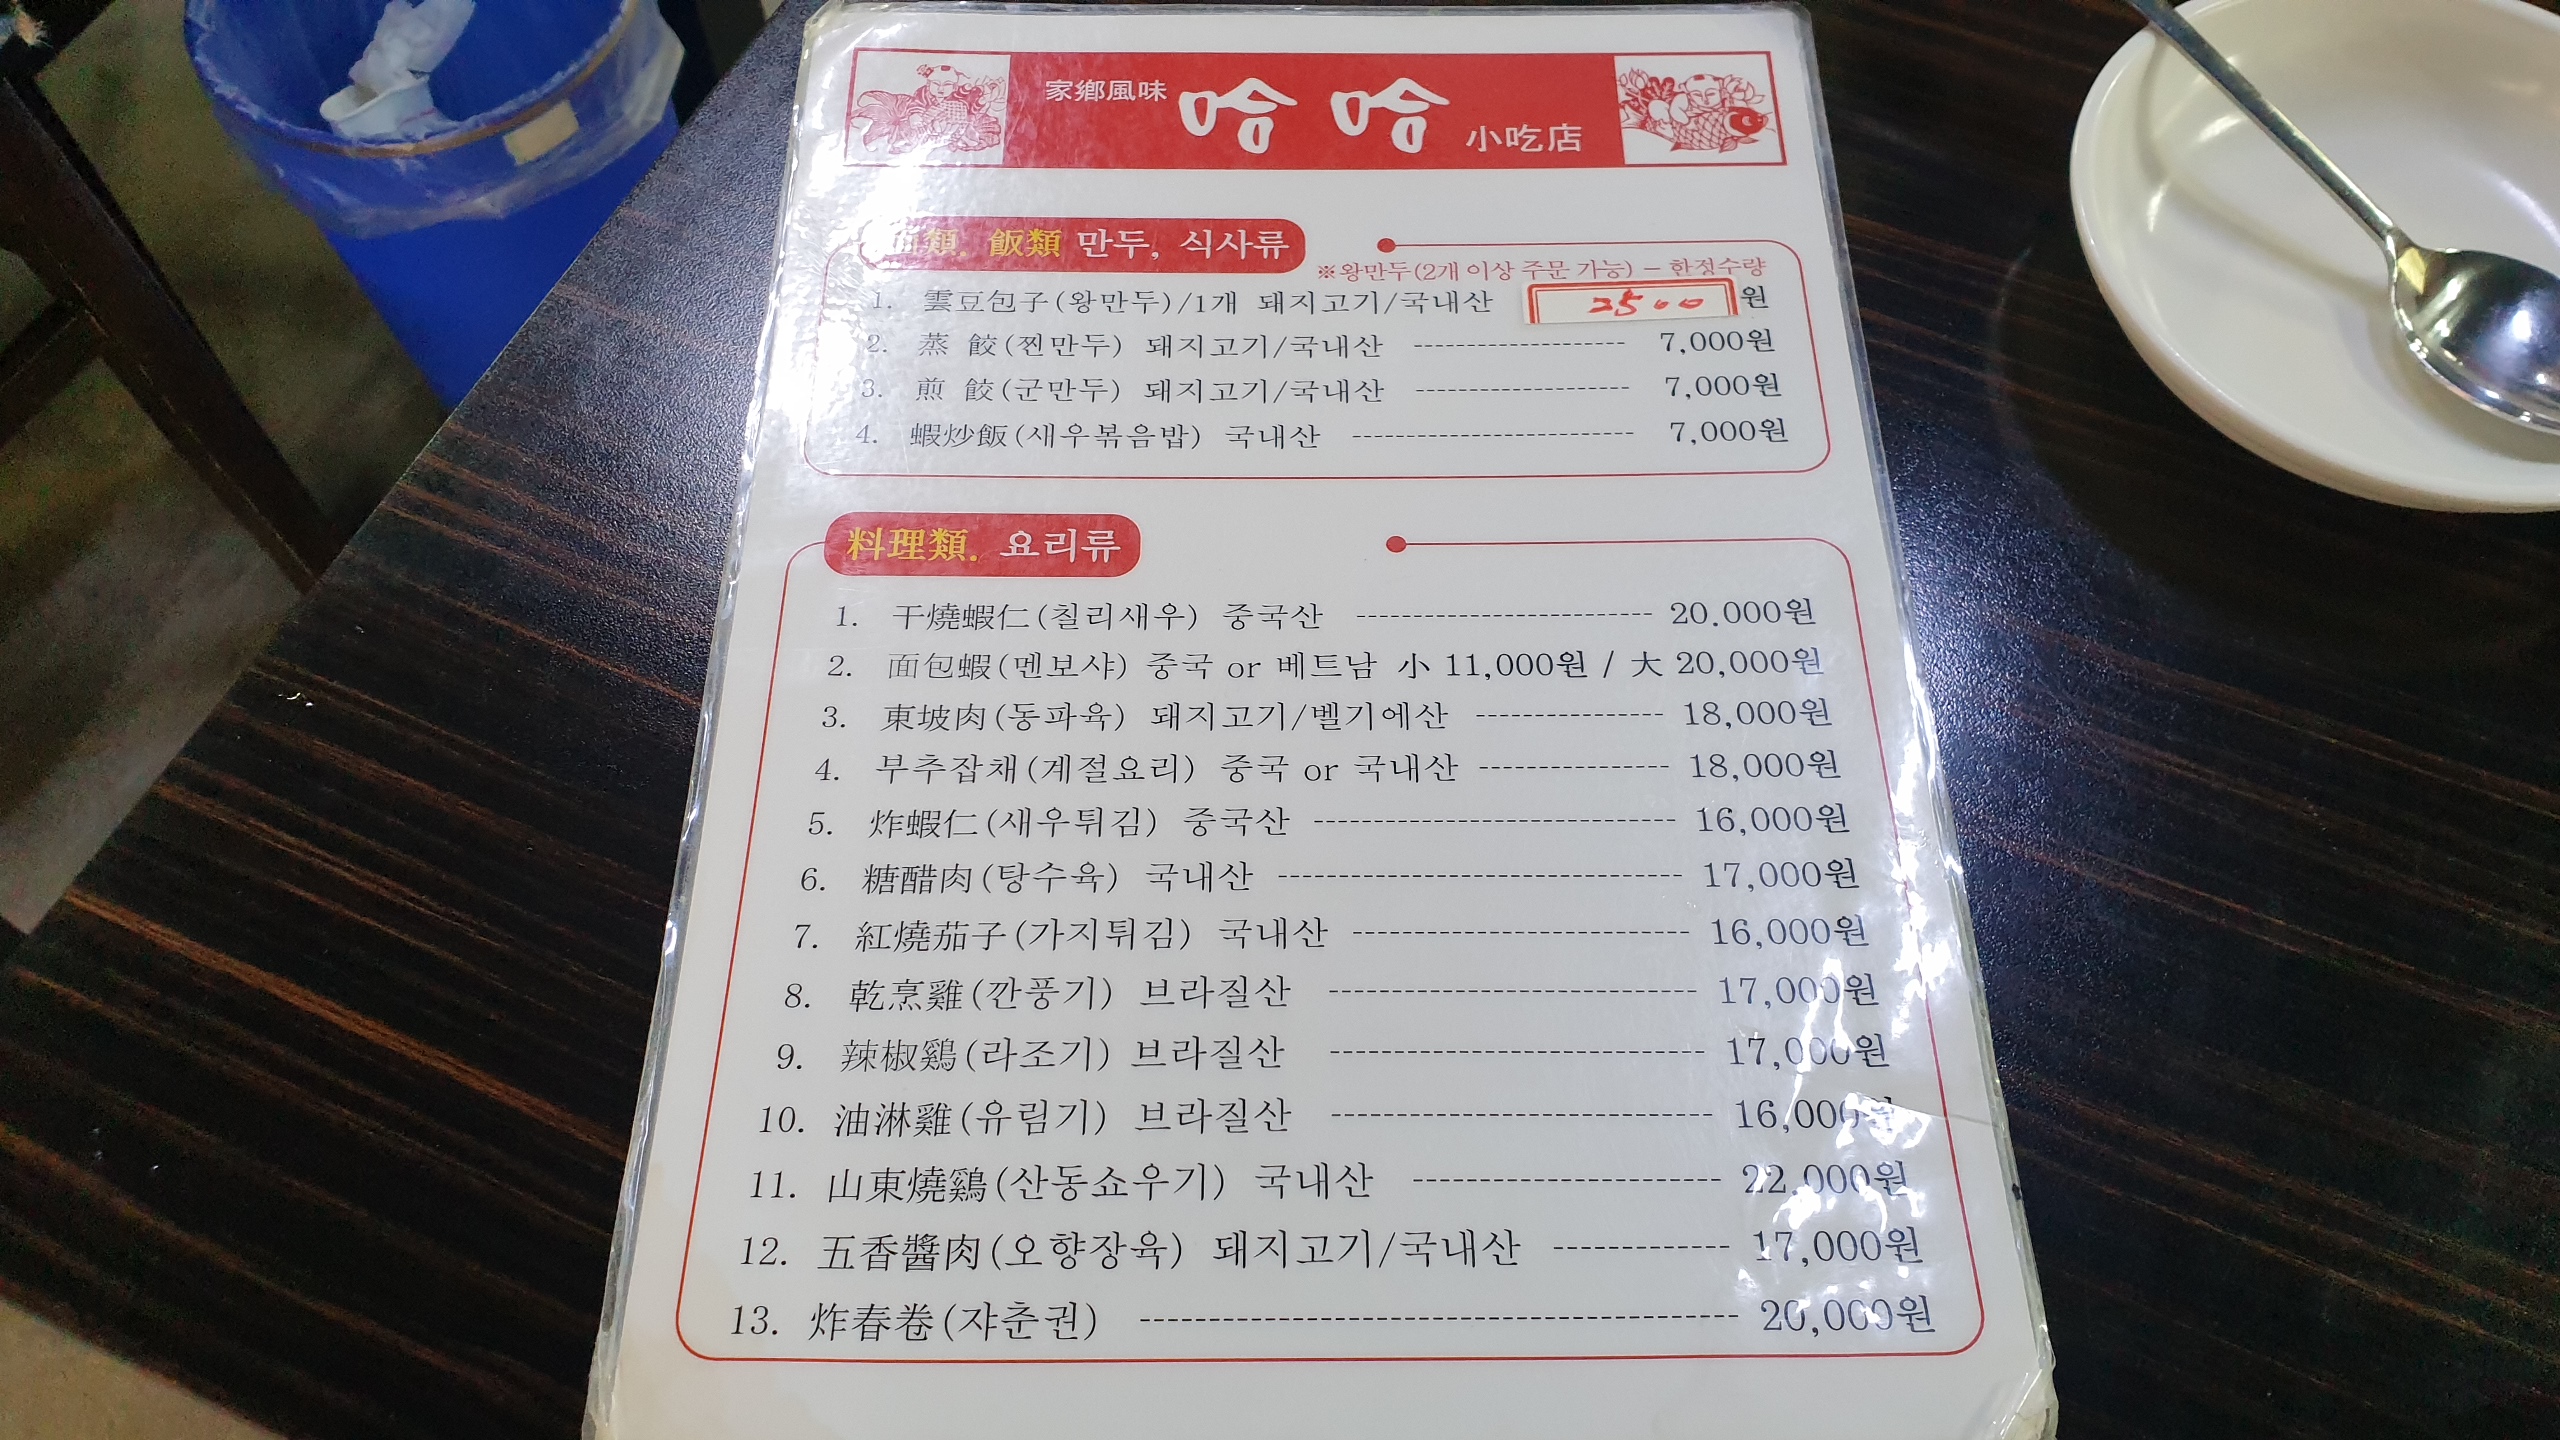 家鄉風味 哈哈 小吃店
類. 飯類 만두, 식사류
※왕만두(2개 이상 주문 가능) - 한정수량
1. 雲豆包子(왕만두)/1개 돼지고기/국내산 2500 원
2. 蒸 餃(찐만두) 돼지고기/국내산 ------------------- 7,000원
3. 煎 餃(군만두) 돼지고기/국내산 ------------------- 7,000원
4. 蝦炒飯(새우볶음밥) 국내산 ------------------------- 7,000원
料理類. 요리류
1. 干燒蝦仁(칠리새우) 중국산 ------------------------- 20.000원
2. 面包蝦(멘보샤) 중국 or 베트남 小 11,000원 / 大 20,000원
3. 東坡肉(동파육) 돼지고기/벨기에산 --------------- 18,000원
4. 부추잡채(계절요리) 중국 or 국내산 --------------- 18,000원
5. 炸蝦仁(새우튀김) 중국산 ----------------------------- 16,000원
6. 糖醋肉(탕수육) 국내산 -------------------------------- 17,000원
7. 紅燒茄子(가지튀김) 국내산 -------------------------- 16,000원
8. 乾烹雞(깐풍기) 브라질산 ---------------------------- 17,000원
9. 辣椒鷄(라조기) 브라질산 ---------------------------- 17,000원
10. 油淋雞(유림기) 브라질산 ---------------------------- 16,000원
11. 山東燒鷄(산동쇼우기) 국내산 --------------------- 22,000원
12. 五香醬肉(오향장육) 돼지고기/국내산 ------------ 17,000원
13. 炸春卷(쟈춘권) ----------------------------------------- 20,000원